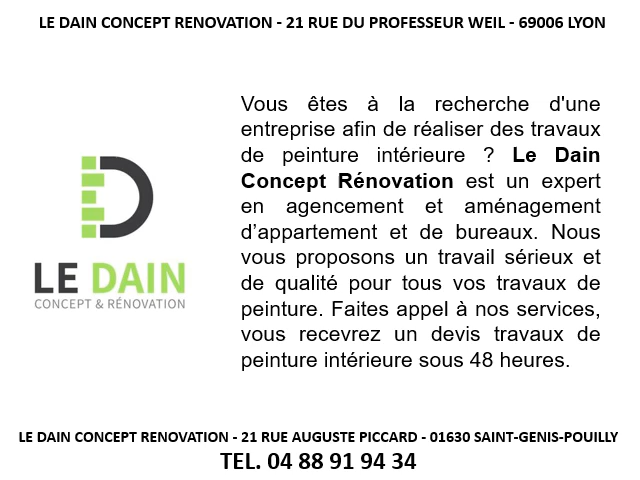 LE DAIN CONCEPT RENOVATION - 21 RUE DU PROFESSEUR WEIL - 69006 LYON
Vous êtes à la recherche d'une
entreprise afin de réaliser des travaux
de peinture intérieure ? Le Dain
Concept Rénovation est un expert
en agencement et aménagement
d’appartement et de bureaux. Nous
vous proposons un travail sérieux et
de qualité pour tous vos travaux de
peinture. Faites appel à nos services,
vous recevrez un devis travaux de
peinture intérieure sous 48 heures.
LE DAIN
CONCEPT & RÉNOVATION
LE DAIN CONCEPT RENOVATION - 21 RUE AUGUSTE PICCARD - 01630 SAINT-GENIS-POUILLY
TEL. 04 88 91 94 34